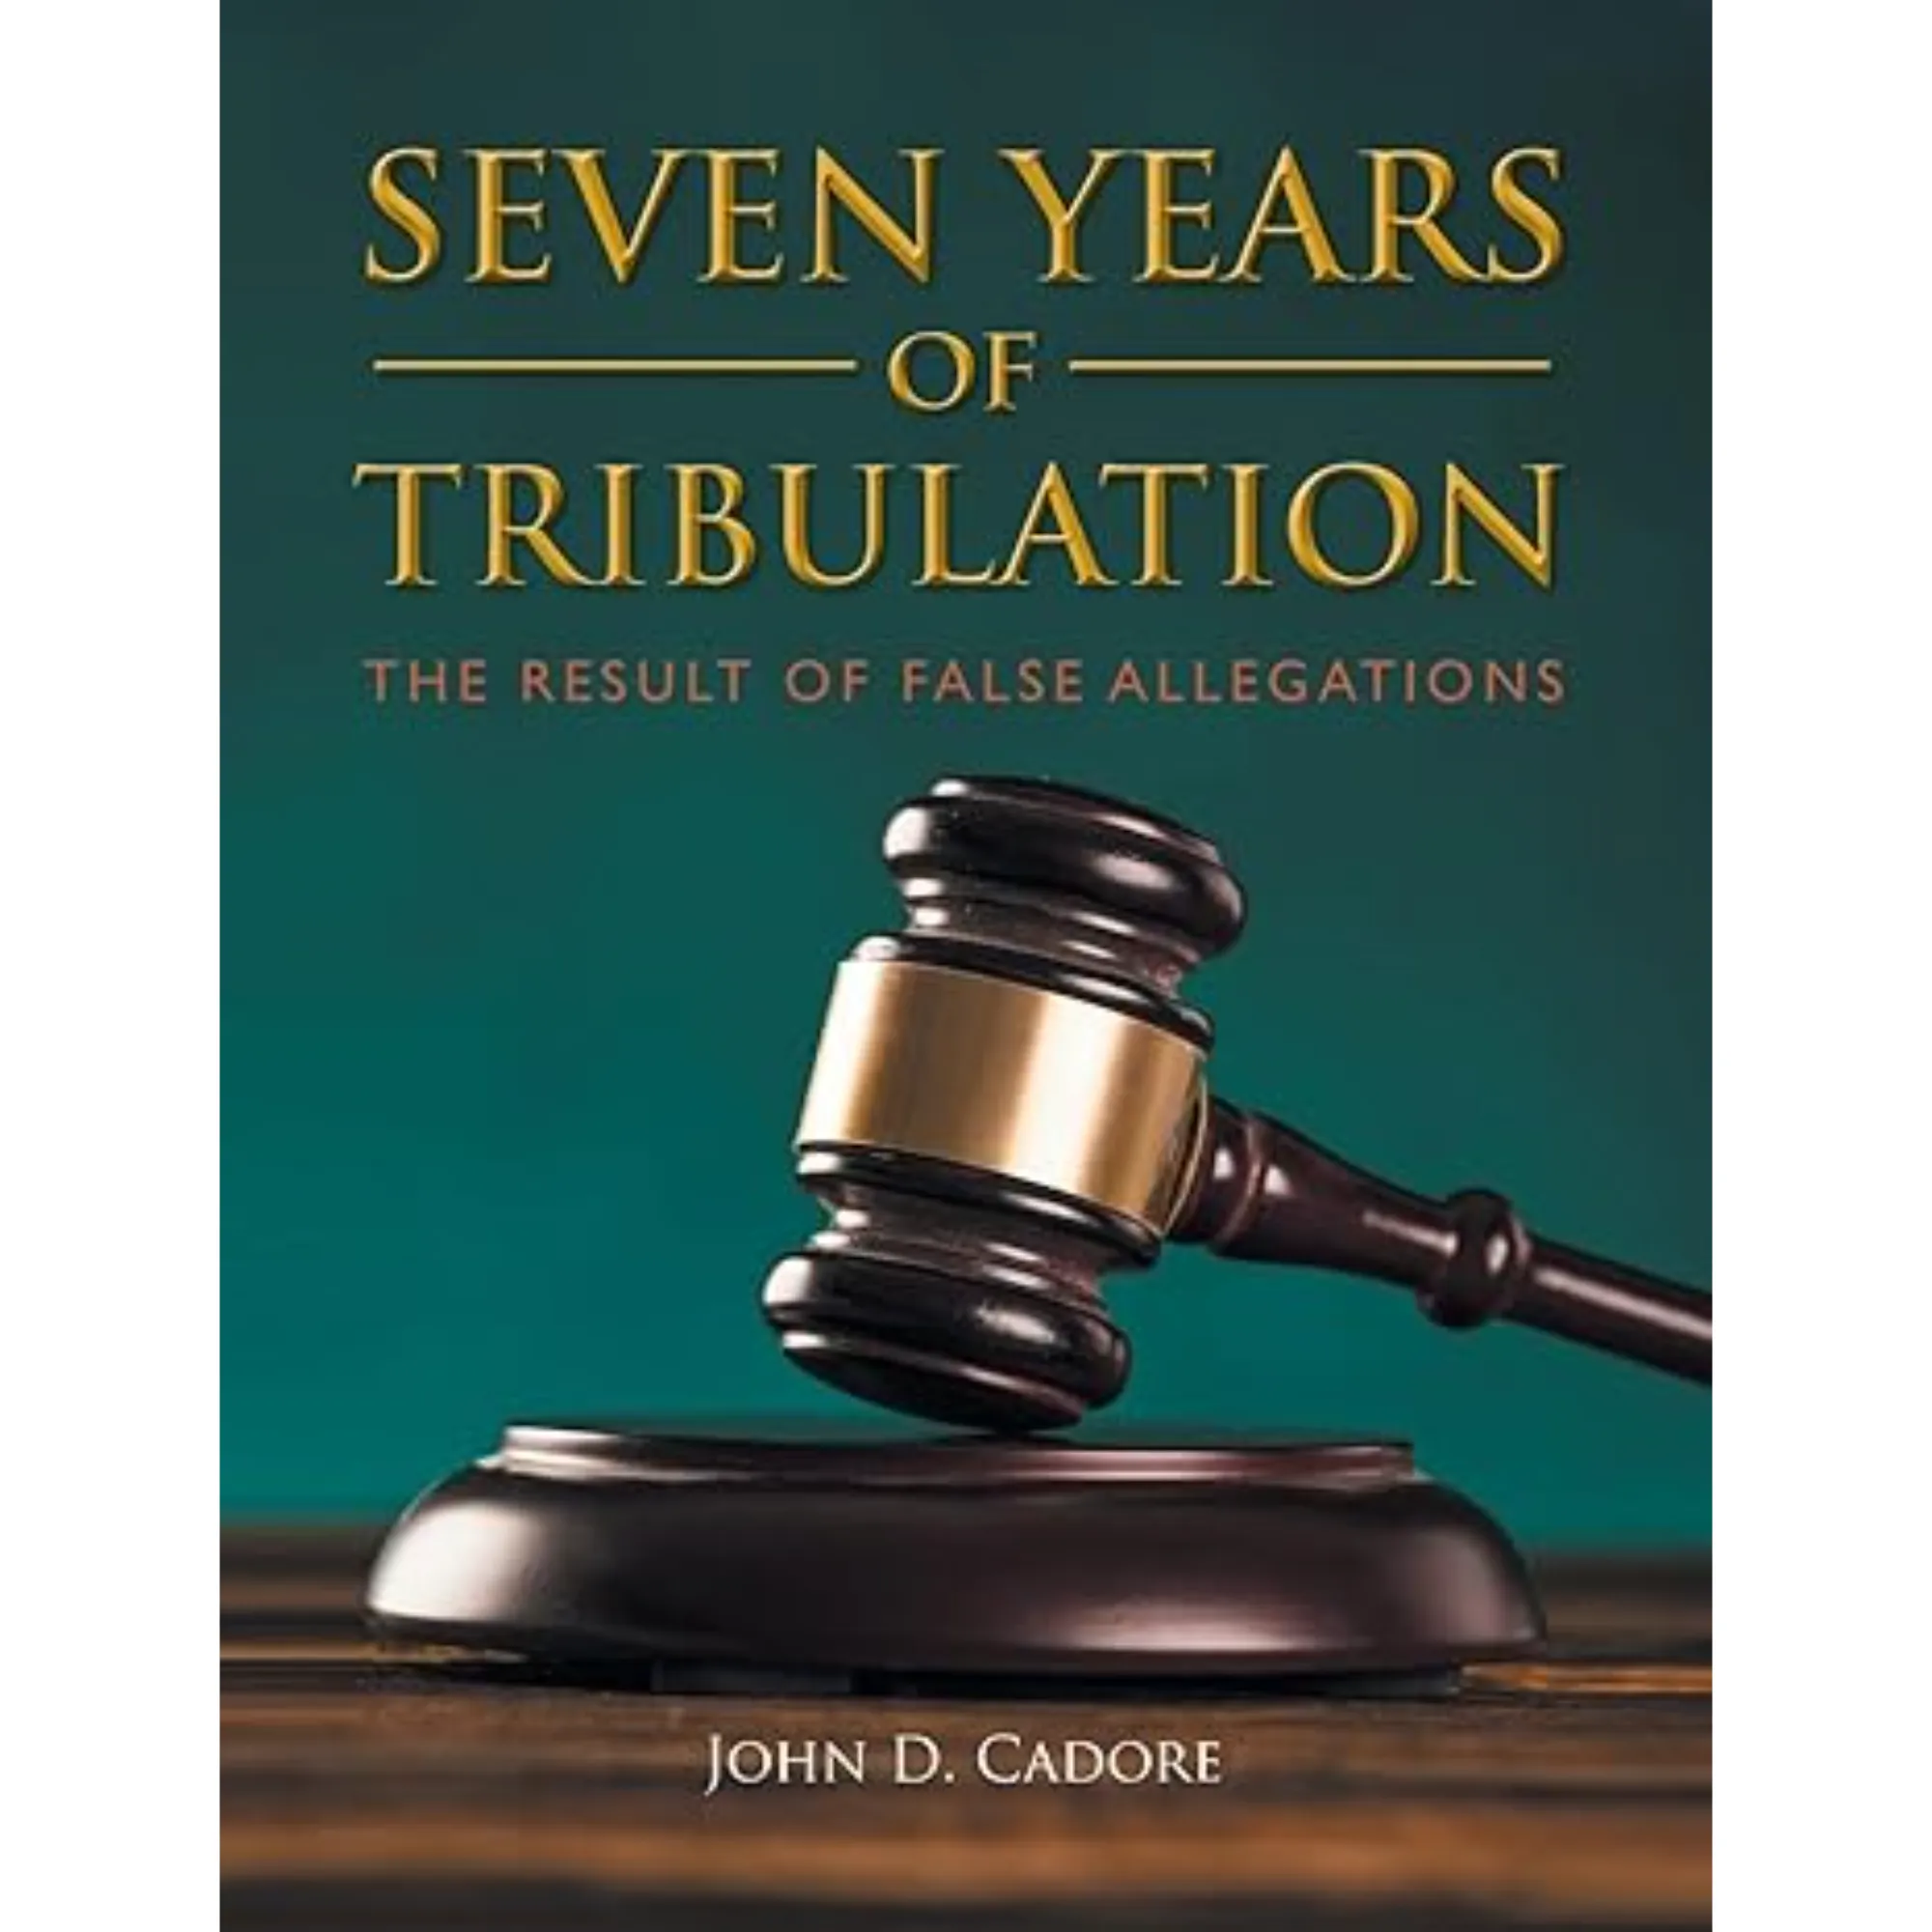 SEVEN YEARS
OF
TRIBULATION
THE RESULT OF FALSE ALLEGATIONS
JOHN D. CADORE